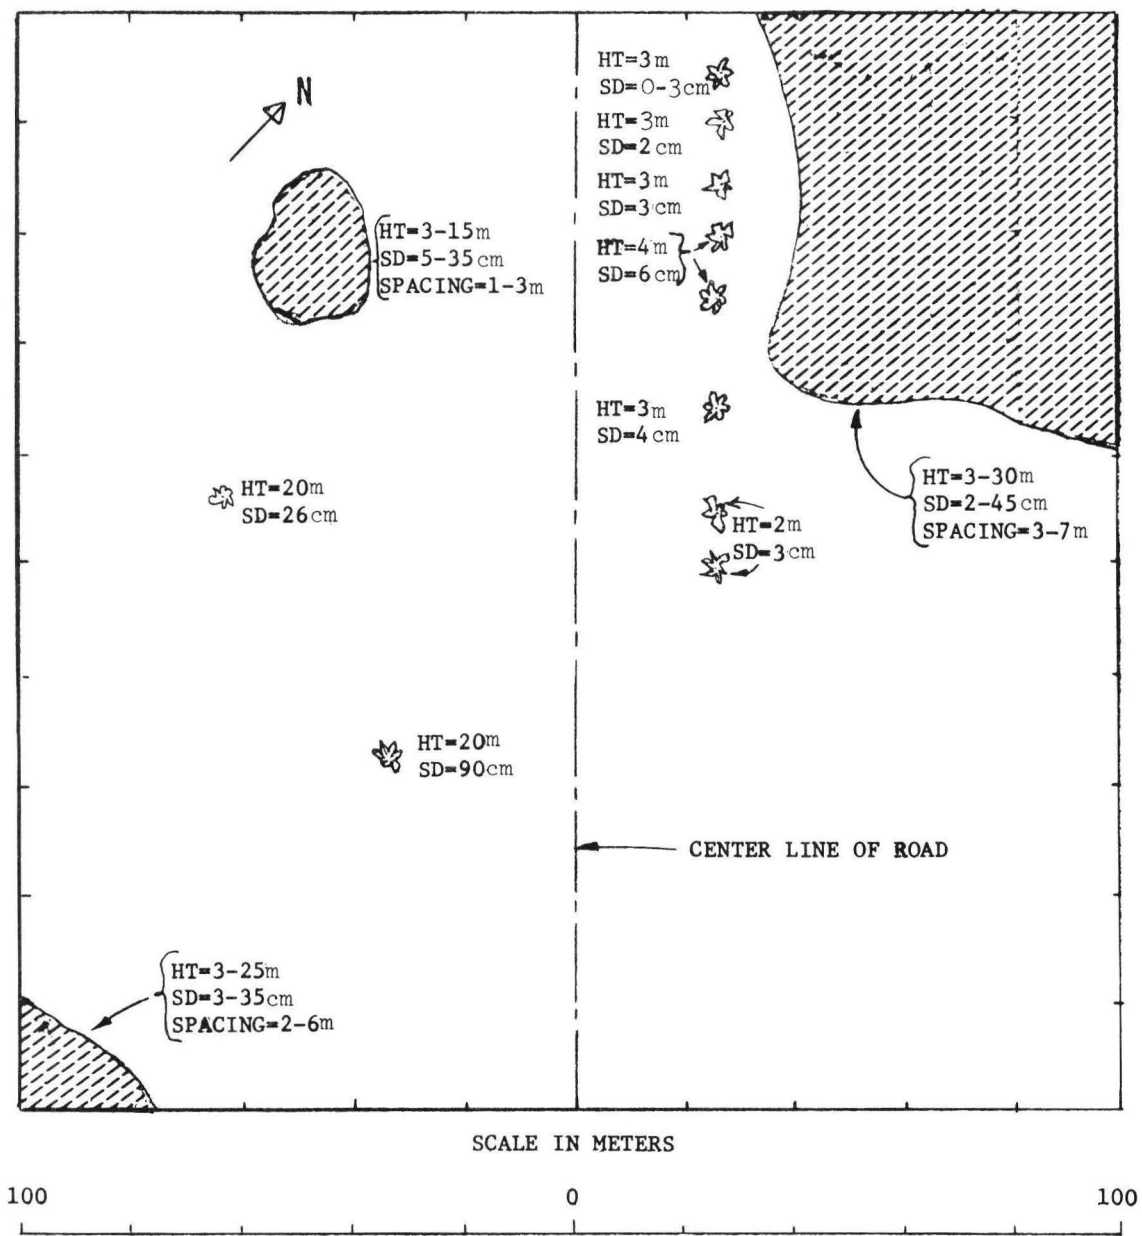 N
HT=3m
SD=0-3cm
HT=3m
SD=2cm
HT=3m
SD=3cm
HT=4m
SD=6cm
HT=3-15m
SD=5-35cm
SPACING=1-3m
HT=3m
SD=4cm
HT=20m
SD=26cm
HT=2m
SD=3cm
HT=3-30m
SD=2-45cm
SPACING=3-7m
HT=20m
SD=90cm
CENTER LINE OF ROAD
HT=3-25m
SD=3-35cm
SPACING=2-6m
SCALE IN METERS
100 0 100